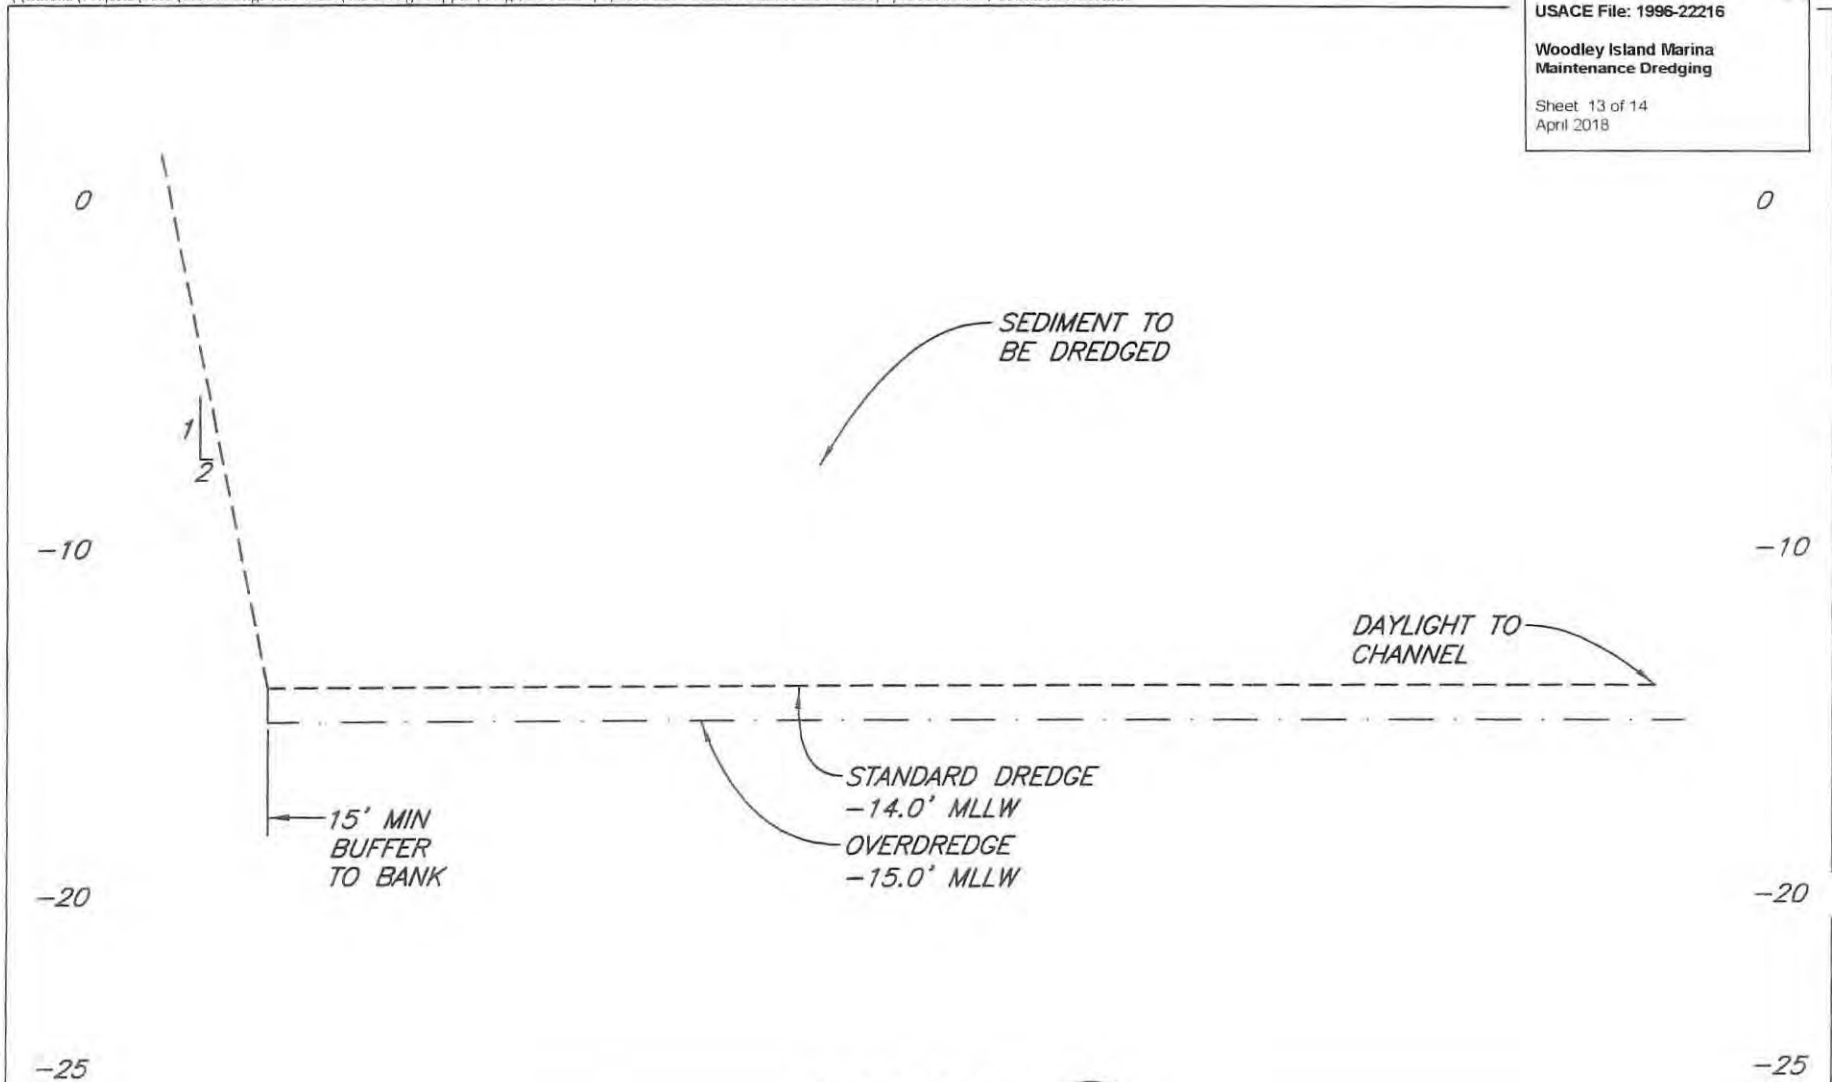 USACE File: 1996-22216
Woodley Island Marina
Maintenance Dredging
Sheet 13 of 14
April 2018
0
0
SEDIMENT TO
BE DREDGED
1
2
-10
-10
DAYLIGHT TO
CHANNEL
STANDARD DREDGE
-14.0' MLLW
15' MIN
BUFFER
TO BANK
OVERDREDGE
-15.0' MLLW
-20
-20
-25
-25